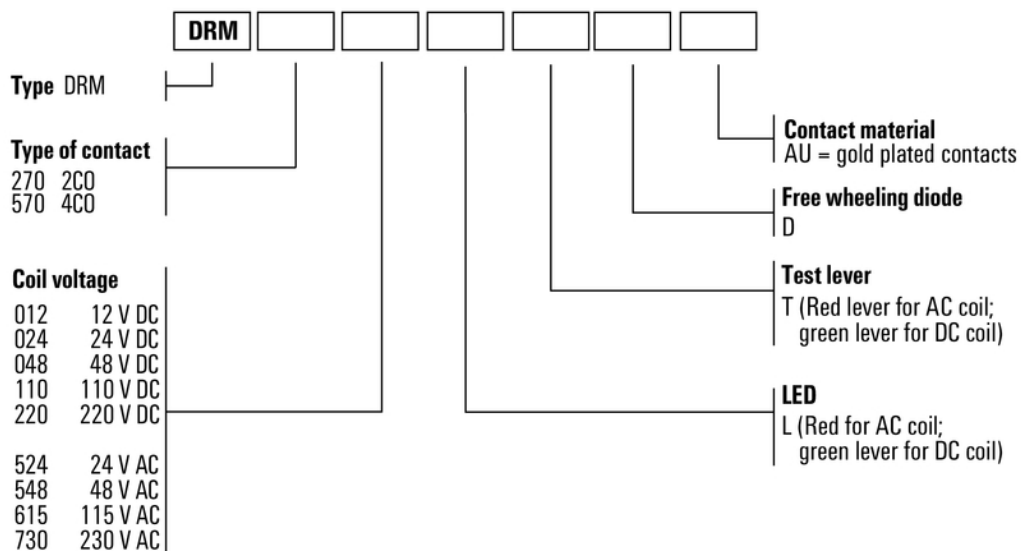 DRM
Type DRM
Type of contact
270 2CO
570 4CO
Coil voltage
012 12 V DC
024 24 V DC
048 48 V DC
110 110 V DC
220 220 V DC
524 24 V AC
548 48 V AC
615 115 V AC
730 230 V AC
Contact material
AU = gold plated contacts
Free wheeling diode
D
Test lever
T (Red lever for AC coil;
green lever for DC coil)
LED
L (Red for AC coil;
green lever for DC coil)